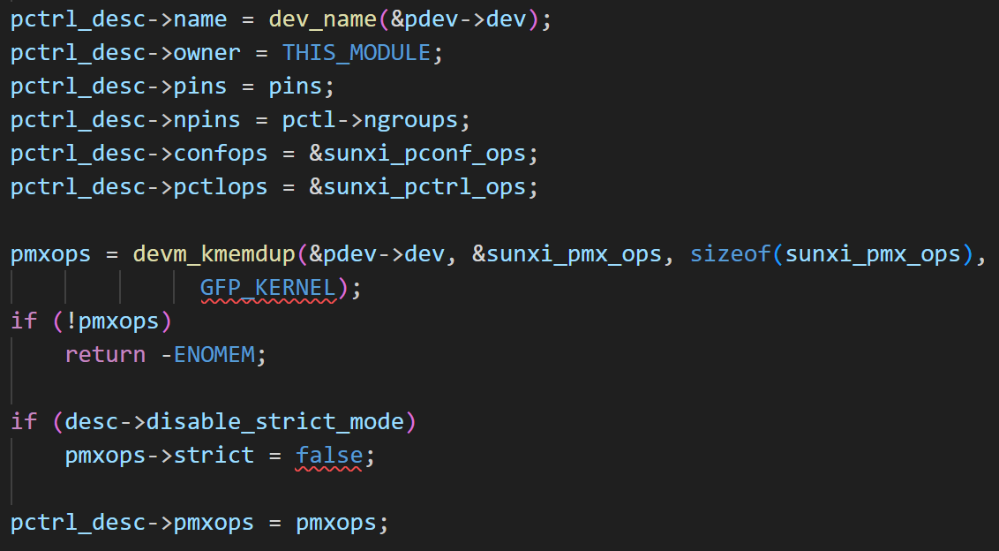 pctrl_desc->name = dev_name(&pdev->dev);
pctrl_desc->owner = THIS_MODULE;
pctrl_desc->pins = pins;
pctrl_desc->npins = pctl->ngroups;
pctrl_desc->confops = &sunxi_pconf_ops;
pctrl_desc->pctlops = &sunxi_pctrl_ops;

pmxops = devm_kmemdup(&pdev->dev, &sunxi_pmx_ops, sizeof(sunxi_pmx_ops),
              GFP_KERNEL);
if (!pmxops)
    return -ENOMEM;

if (desc->disable_strict_mode)
    pmxops->strict = false;

pctrl_desc->pmxops = pmxops;